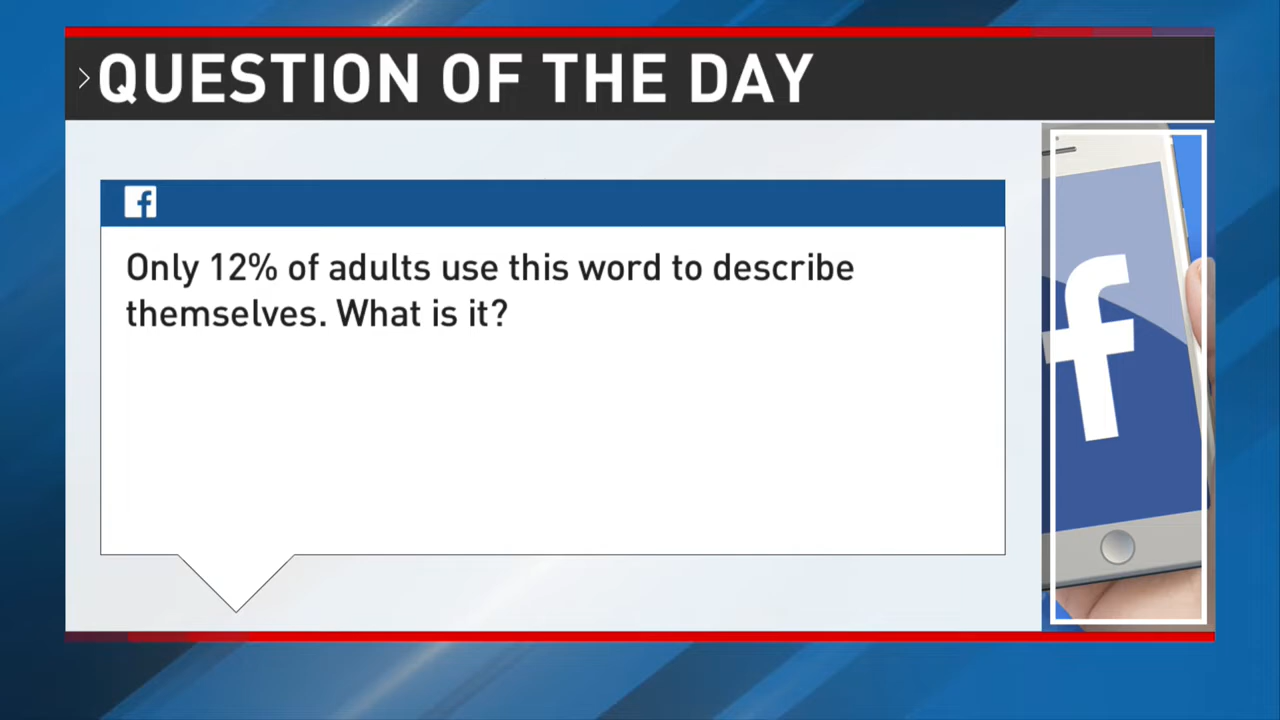 > QUESTION OF THE DAY
f
Only 12% of adults use this word to describe
themselves. What is it?
f